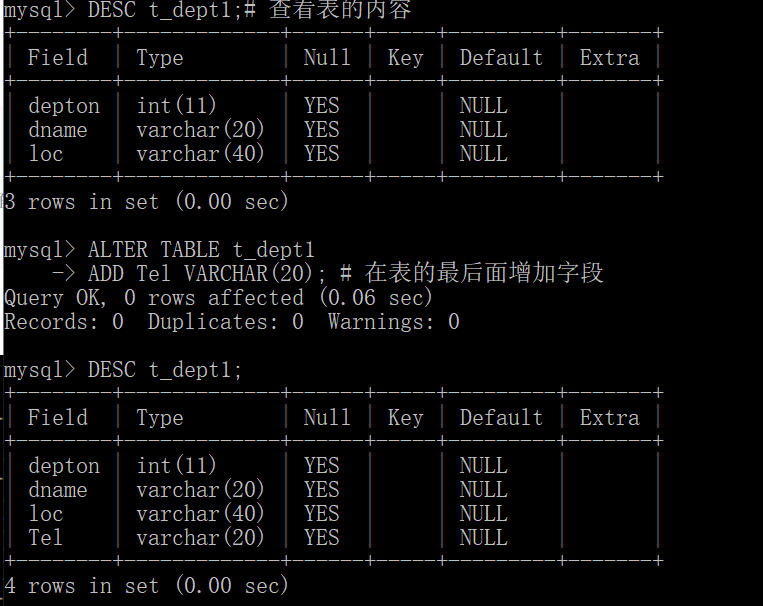 mysql> DESC t_dept1;# 查看表的内容
+--------+-------------+------+-----+---------+-------+
| Field  | Type        | Null | Key | Default | Extra |
+--------+-------------+------+-----+---------+-------+
| depton | int(11)     | YES  |     | NULL    |       |
| dname  | varchar(20) | YES  |     | NULL    |       |
| loc    | varchar(40) | YES  |     | NULL    |       |
+--------+-------------+------+-----+---------+-------+
3 rows in set (0.00 sec)
mysql> ALTER TABLE t_dept1
    -> ADD Tel VARCHAR(20); # 在表的最后面增加字段
Query OK, 0 rows affected (0.06 sec)
Records: 0  Duplicates: 0  Warnings: 0
mysql> DESC t_dept1;
+--------+-------------+------+-----+---------+-------+
| Field  | Type        | Null | Key | Default | Extra |
+--------+-------------+------+-----+---------+-------+
| depton | int(11)     | YES  |     | NULL    |       |
| dname  | varchar(20) | YES  |     | NULL    |       |
| loc    | varchar(40) | YES  |     | NULL    |       |
| Tel    | varchar(20) | YES  |     | NULL    |       |
+--------+-------------+------+-----+---------+-------+
4 rows in set (0.00 sec)